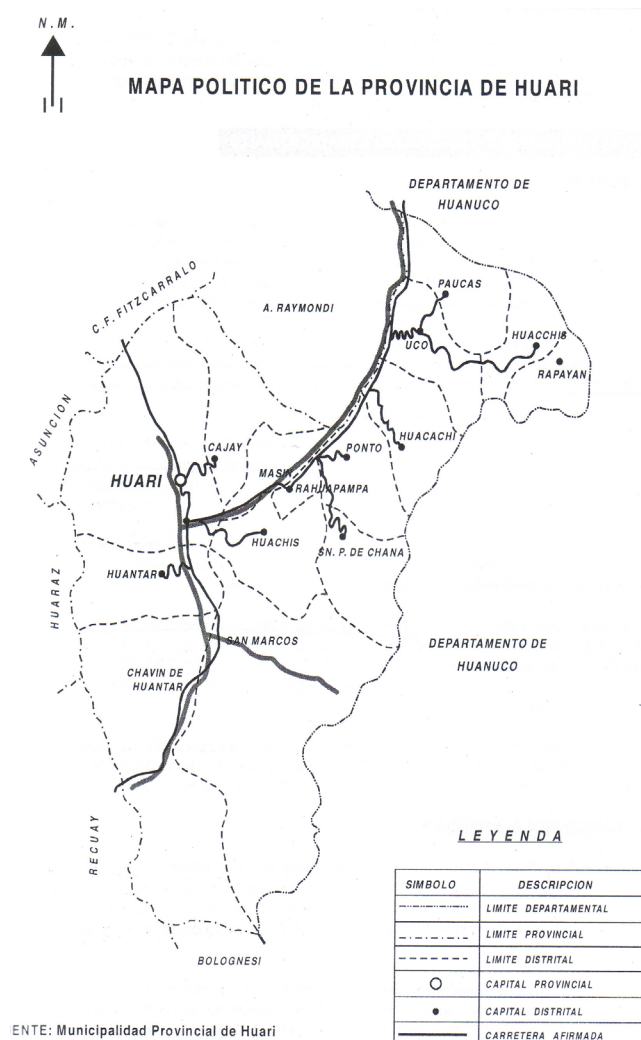 N. M.
MAPA POLITICO DE LA PROVINCIA DE HUARI
DEPARTAMENTO DE
HUANUCO
C.F. FITZCARRALO
A. RAYMONDI
PAUCAS
UCO
HUACCHIS
RAPAYAN
ASUNCION
CAJAY
HUACACHI
PONTO
HUARI
MASIN
RAHUAPAMPA
HUACHIS
SN. P. DE CHANA
HUANTAR
HUARAZ
SAN MARCOS
DEPARTAMENTO DE
HUANUCO
CHAVIN DE
HUANTAR
RECUAY
BOLOGNESI
LEYENDA
SIMBOLO DESCRIPCION
LIMITE DEPARTAMENTAL
LIMITE PROVINCIAL
LIMITE DISTRITAL
CAPITAL PROVINCIAL
CAPITAL DISTRITAL
CARRETERA AFIRMADA
ENTE: Municipalidad Provincial de Huari